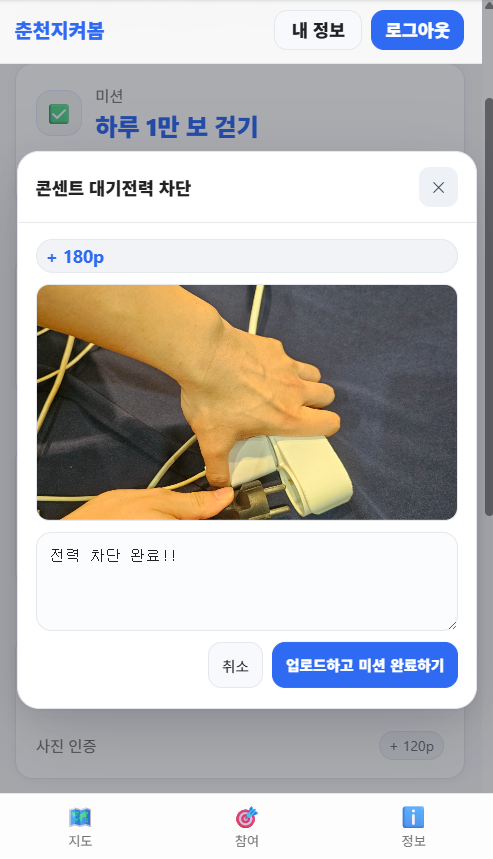 춘천지켜봄
내 정보
로그아웃
미션
하루 1만 보 걷기
콘센트 대기전력 차단
+ 180p
전력 차단 완료!!
취소
업로드하고 미션 완료하기
사진 인증
+ 120p
지도
참여
정보